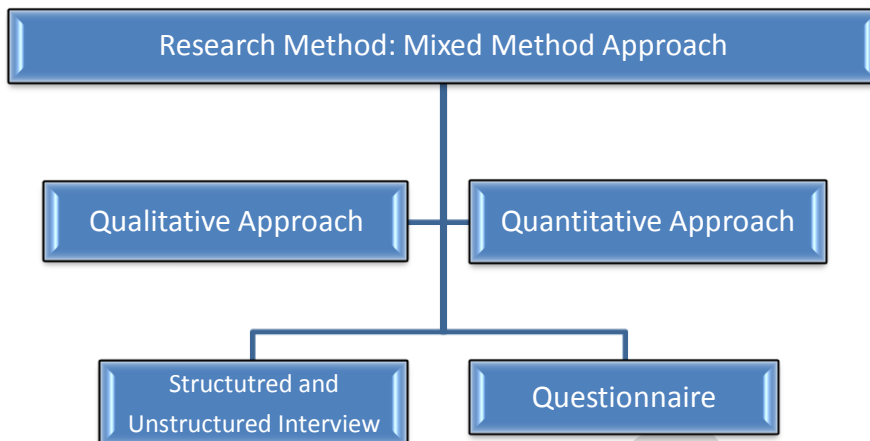 Research Method: Mixed Method Approach
Qualitative Approach
Quantitative Approach
Structutred and
Unstructured Interview
Questionnaire